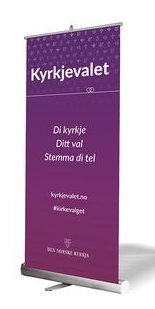 Kyrkjevalet
Di kyrkje
Ditt val
Stemma di tel
kyrkjevalet.no
#kirkevalget
DEN NORSKE KYRKJA